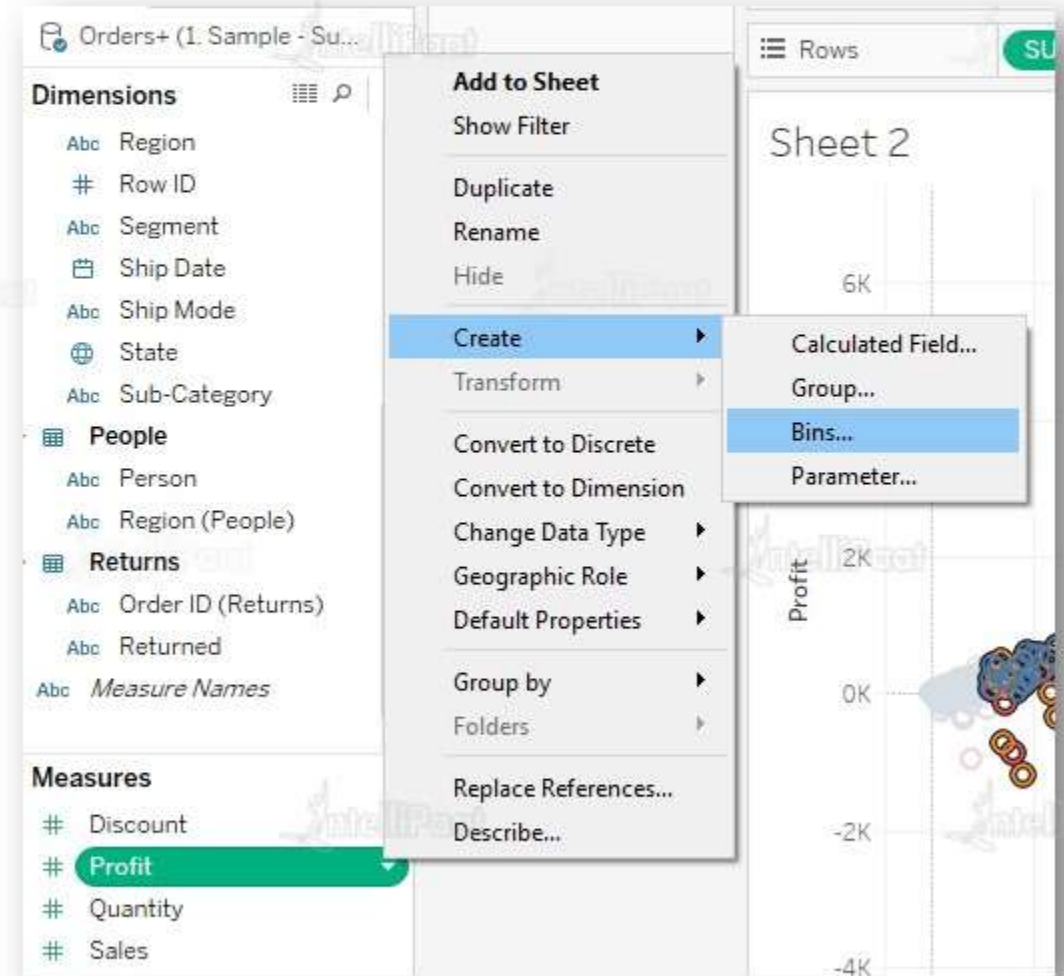 Orders+ (1. Sample - Su...
Dimensions
Abc Region
# Row ID
Abc Segment
Ship Date
Abc Ship Mode
State
Abc Sub-Category
People
Abc Person
Abc Region (People)
Returns
Abc Order ID (Returns)
Abc Returned
Abc Measure Names
Measures
# Discount
# Profit
# Quantity
# Sales
Add to Sheet
Show Filter
Duplicate
Rename
Hide
Create
Transform
Convert to Discrete
Convert to Dimension
Change Data Type
Geographic Role
Default Properties
Group by
Folders
Replace References...
Describe...
Calculated Field...
Group...
Bins...
Parameter...
Rows
SU
Sheet 2
6K
2K
0K
-2K
-4K
Profit
IntelliPaat